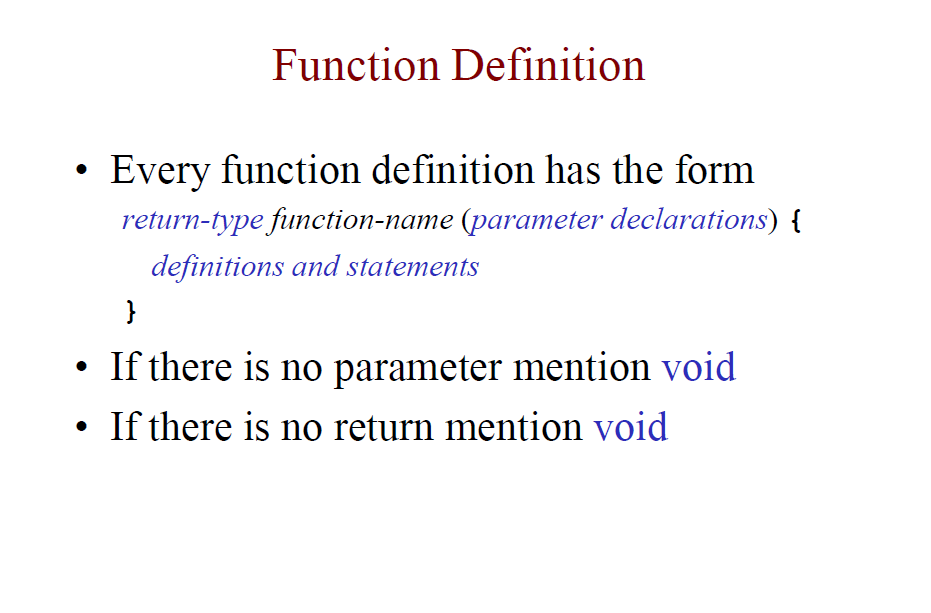 Function Definition
• Every function definition has the form
return-type function-name (parameter declarations) {
definitions and statements
}
• If there is no parameter mention void
• If there is no return mention void